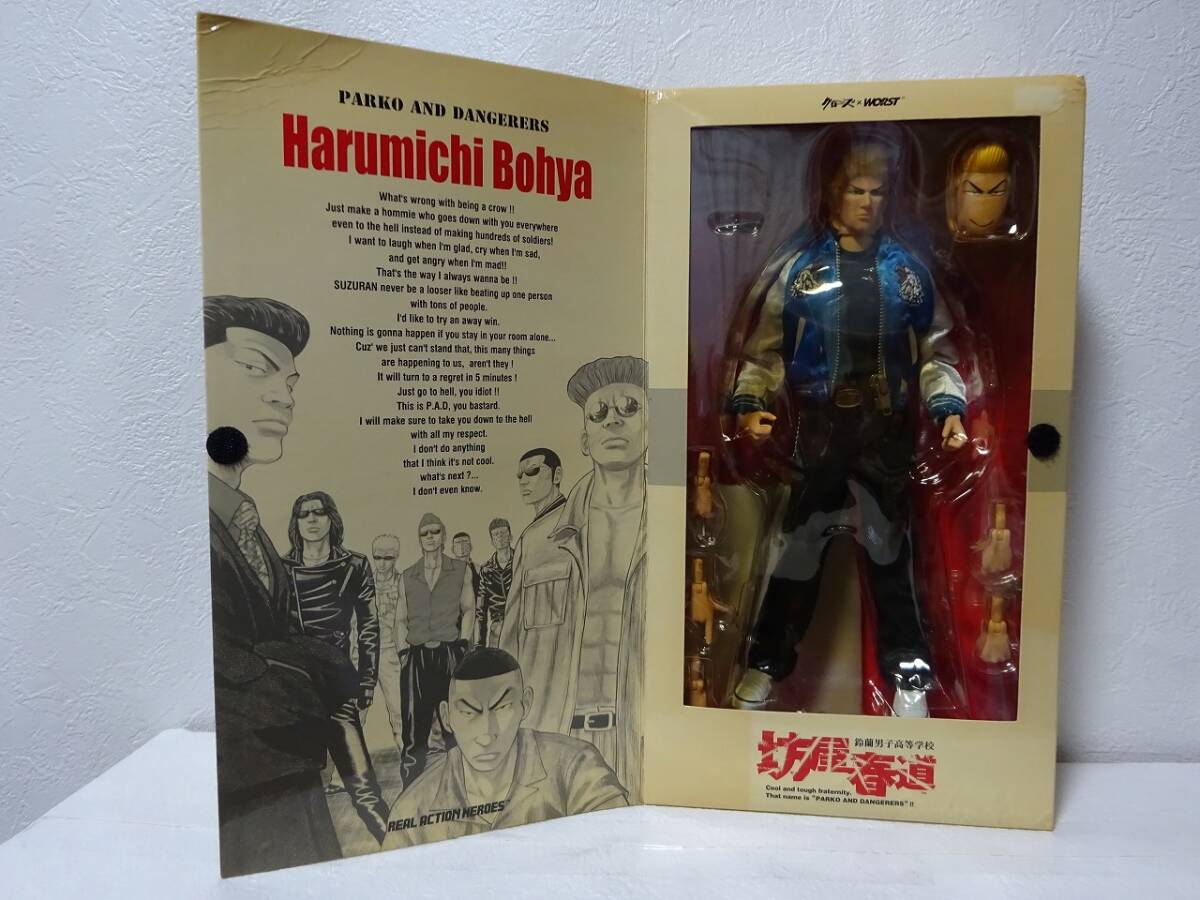 PARKO AND DANGERERS
Harumichi Bohya
What's wrong with being a crow !!
Just make a hommie who goes down with you everywhere
even to the hell instead of making hundreds of soldiers!
I want to laugh when I'm glad, cry when I'm sad,
and get angry when I'm mad!!
That's the way I always wanna be !!
SUZURAN never be a looser like beating up one person
with tons of people.
I'd like to try an away win.
Nothing is gonna happen if you stay in your room alone...
Cuz' we just can't stand that, this many things
are happening to us, aren't they !
It will turn to a regret in 5 minutes !
Just go to hell, you idiot !!
This is P.A.D, you bastard.
I will make sure to take you down to the hell
with all my respect.
I don't do anything
that I think it's not cool.
what's next ?...
I don't even know.
REAL ACTION HEROES™
クローズ×WORST™
鈴蘭男子高等学校
坊屋春道
Cool and tough fraternity.
That name is "PARKO AND DANGERERS" !!